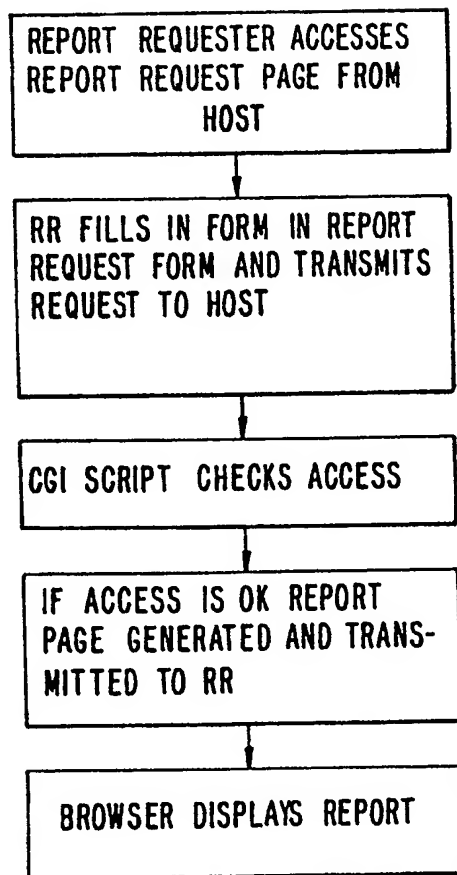 REPORT REQUESTER ACCESSES
REPORT REQUEST PAGE FROM
HOST
RR FILLS IN FORM IN REPORT
REQUEST FORM AND TRANSMITS
REQUEST TO HOST
CGI SCRIPT CHECKS ACCESS
IF ACCESS IS OK REPORT
PAGE GENERATED AND TRANS-
MITTED TO RR
BROWSER DISPLAYS REPORT